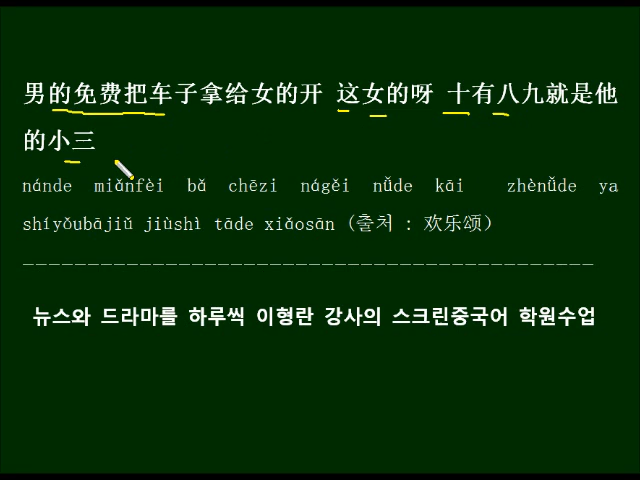 男的免费把车子拿给女的开 这女的呀 十有八九就是他
的小三
nánde miǎnfèi bǎ chēzi nágěi nǚde kāi zhènǚde ya
shíyǒubājiǔ jiùshì tāde xiǎosān (출처 : 欢乐颂)
뉴스와 드라마를 하루씩 이형란 강사의 스크린중국어 학원수업